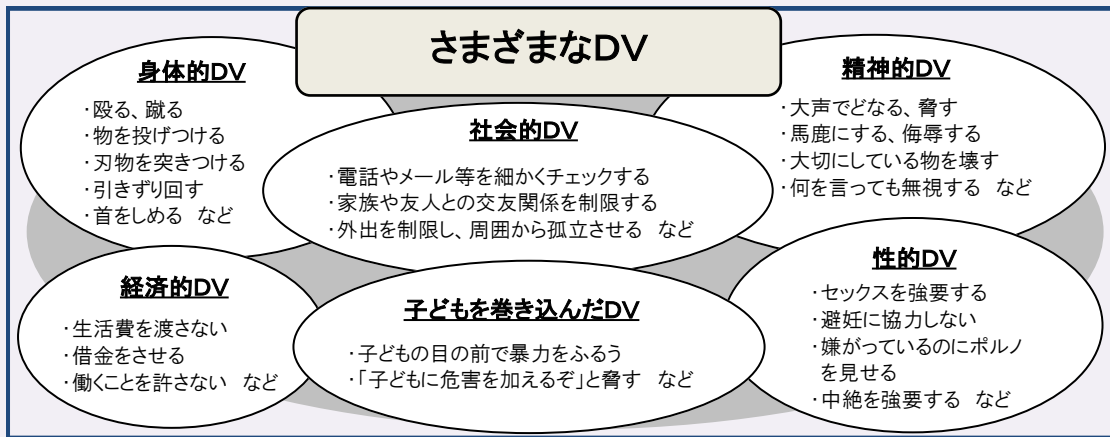 さまざまなDV
身体的DV
・殴る、蹴る
・物を投げつける
・刃物を突きつける
・引きずり回す
・首をしめる など
社会的DV
・電話やメール等を細かくチェックする
・家族や友人との交友関係を制限する
・外出を制限し、周囲から孤立させる など
精神的DV
・大声でどなる、脅す
・馬鹿にする、侮辱する
・大切にしている物を壊す
・何を言っても無視する など
経済的DV
・生活費を渡さない
・借金をさせる
・働くことを許さない など
子どもを巻き込んだDV
・子どもの目の前で暴力をふるう
・「子どもに危害を加えるぞ」と脅す など
性的DV
・セックスを強要する
・避妊に協力しない
・嫌がっているのにポルノ
を見せる
・中絶を強要する など